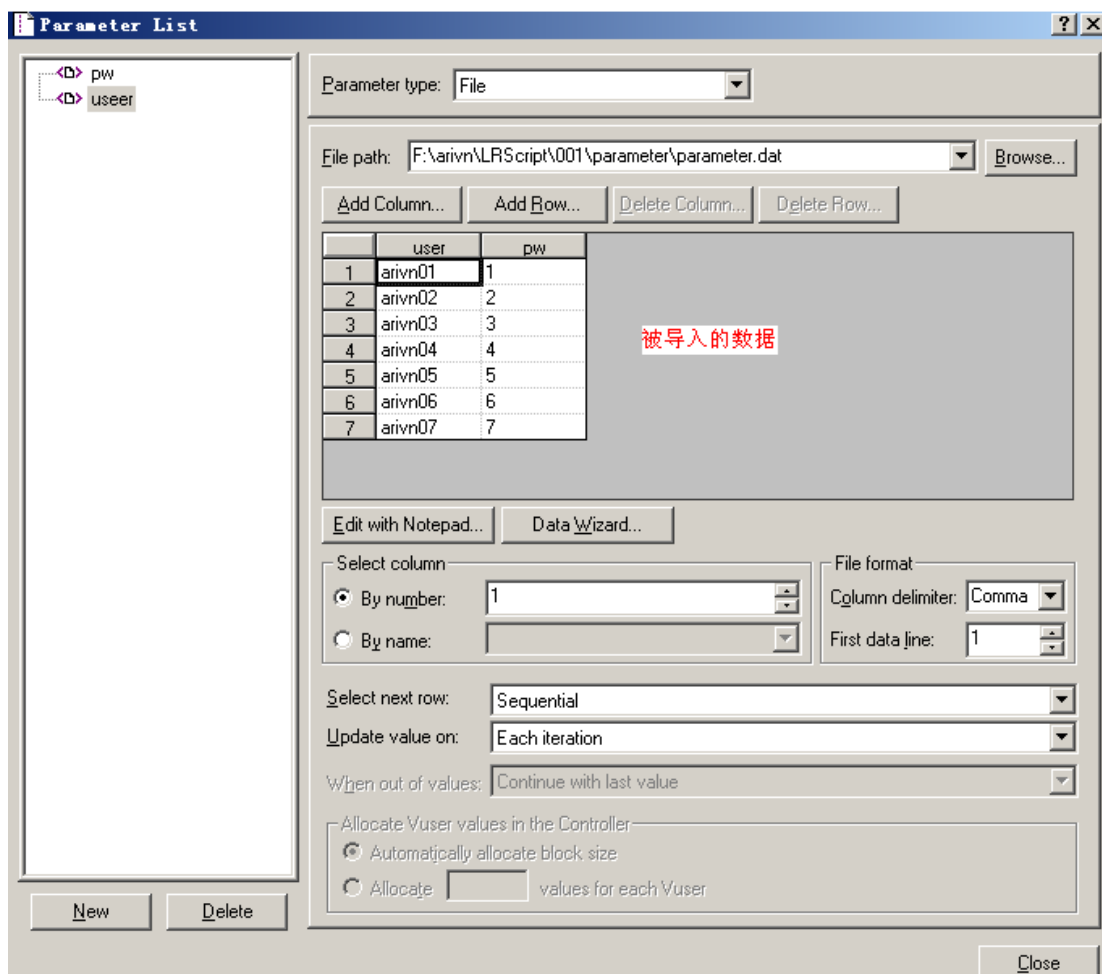 Parameter List
pw
useer
Parameter type: File
File path: F:\arivn\LRScript\001\parameter\parameter.dat Browse...
Add Column... Add Row... Delete Column... Delete Row...
user pw
1 arivn01 1
2 arivn02 2
3 arivn03 3
4 arivn04 4
5 arivn05 5
6 arivn06 6
7 arivn07 7
被导入的数据
Edit with Notepad... Data Wizard...
Select column
By number: 1
By name:
File format
Column delimiter: Comma
First data line: 1
Select next row: Sequential
Update value on: Each iteration
When out of values: Continue with last value
Allocate Vuser values in the Controller
Automatically allocate block size
Allocate values for each Vuser
New Delete
Close